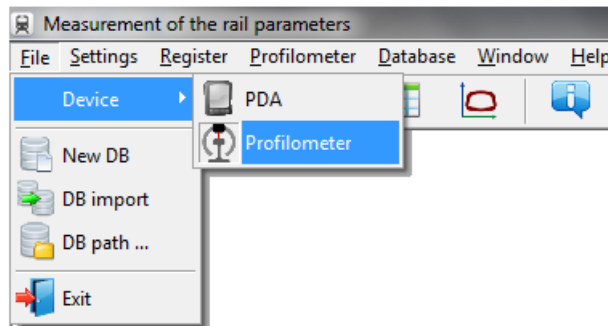 Measurement of the rail parameters
File Settings Register Profilometer Database Window Help
Device PDA
Profilometer
New DB
DB import
DB path ...
Exit